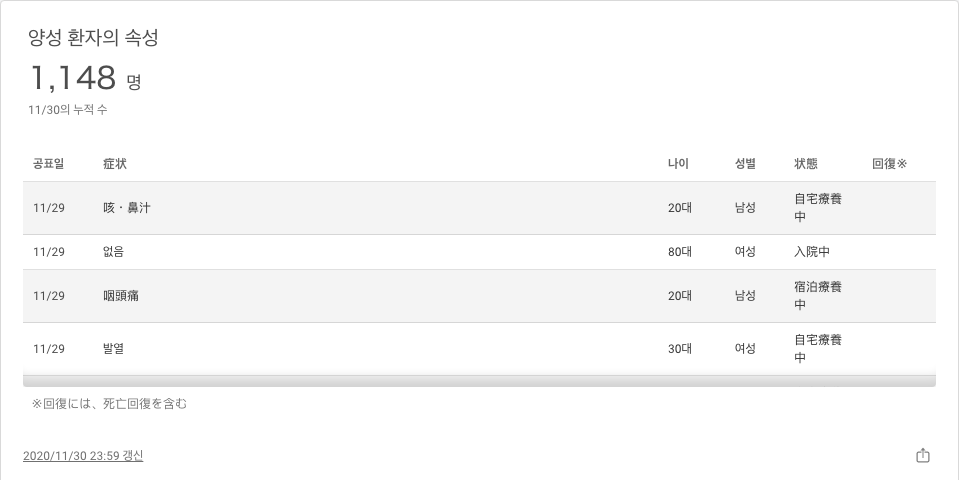 양성 환자의 속성
1,148 명
11/30의 누적 수
공표일 症状 나이 성별 状態 回復※
11/29 咳・鼻汁 20대 남성 自宅療養
中
11/29 없음 80대 여성 入院中
11/29 咽頭痛 20대 남성 宿泊療養
中
11/29 발열 30대 여성 自宅療養
中
※回復には、死亡回復を含む
2020/11/30 23:59 갱신